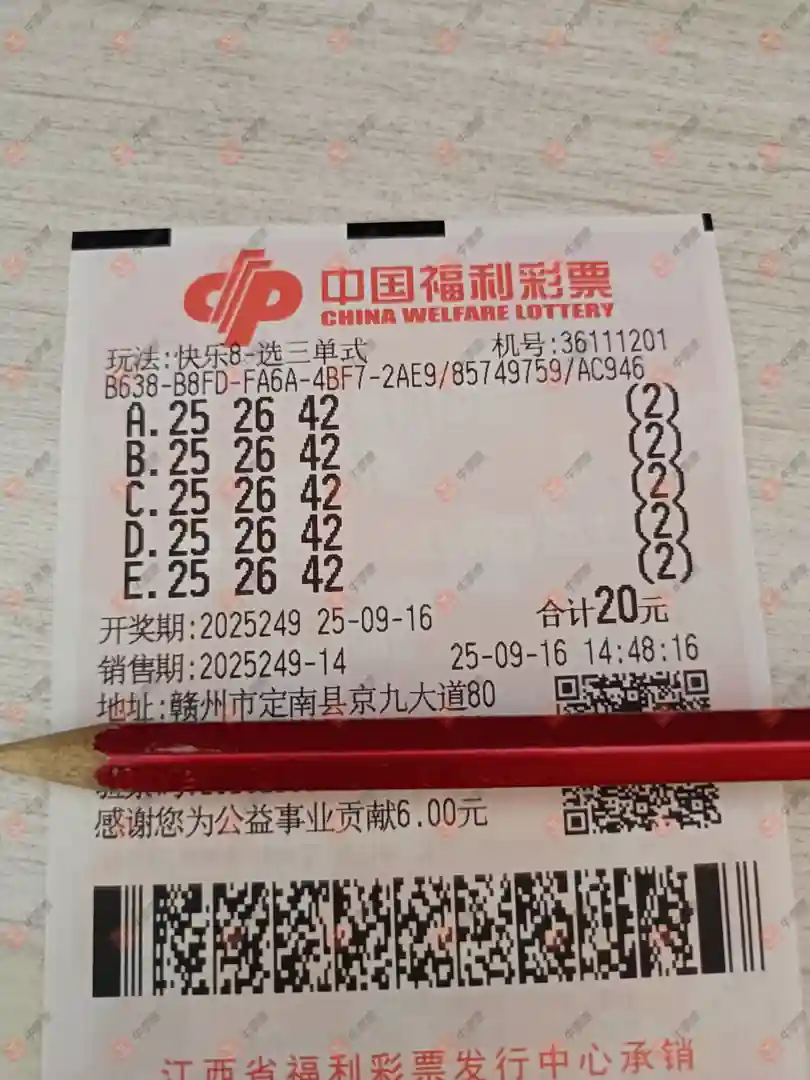 中国福利彩票
CHINA WELFARE LOTTERY
玩法:快乐8-选三单式 机号:36111201
B638-B8FD-FA6A-4BF7-2AE9/85749759/AC946
A.25 26 42 (2)
B.25 26 42 (2)
C.25 26 42 (2)
D.25 26 42 (2)
E.25 26 42 (2)
开奖期:2025249 25-09-16 合计20元
销售期:2025249-14 25-09-16 14:48:16
地址:赣州市定南县京九大道80
感谢您为公益事业贡献6.00元
江西省福利彩票发行中心承销